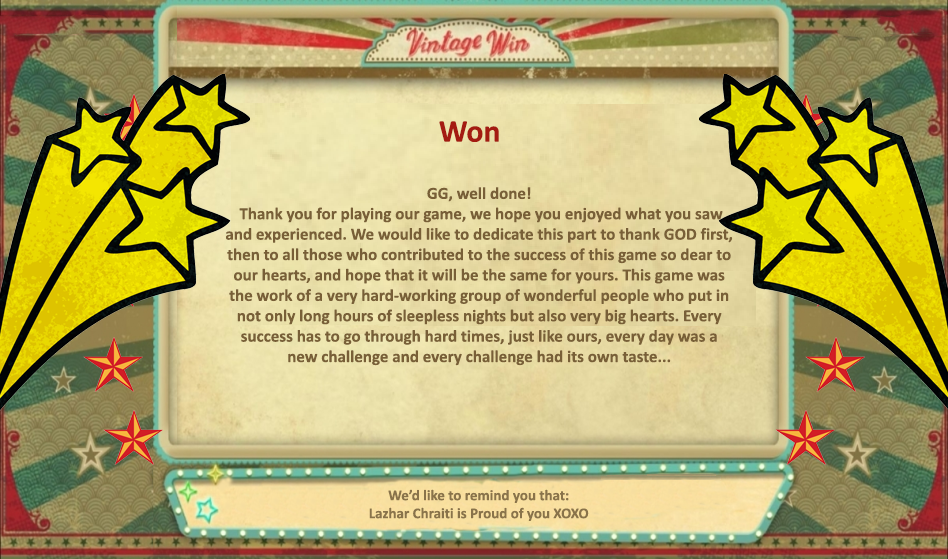 Vintage Win
Won
GG, well done!
Thank you for playing our game, we hope you enjoyed what you saw
and experienced. We would like to dedicate this part to thank GOD first,
then to all those who contributed to the success of this game so dear to
our hearts, and hope that it will be the same for yours. This game was
the work of a very hard-working group of wonderful people who put in
not only long hours of sleepless nights but also very big hearts. Every
success has to go through hard times, just like ours, every day was a
new challenge and every challenge had its own taste...
We'd like to remind you that:
Lazhar Chraiti is Proud of you XOXO